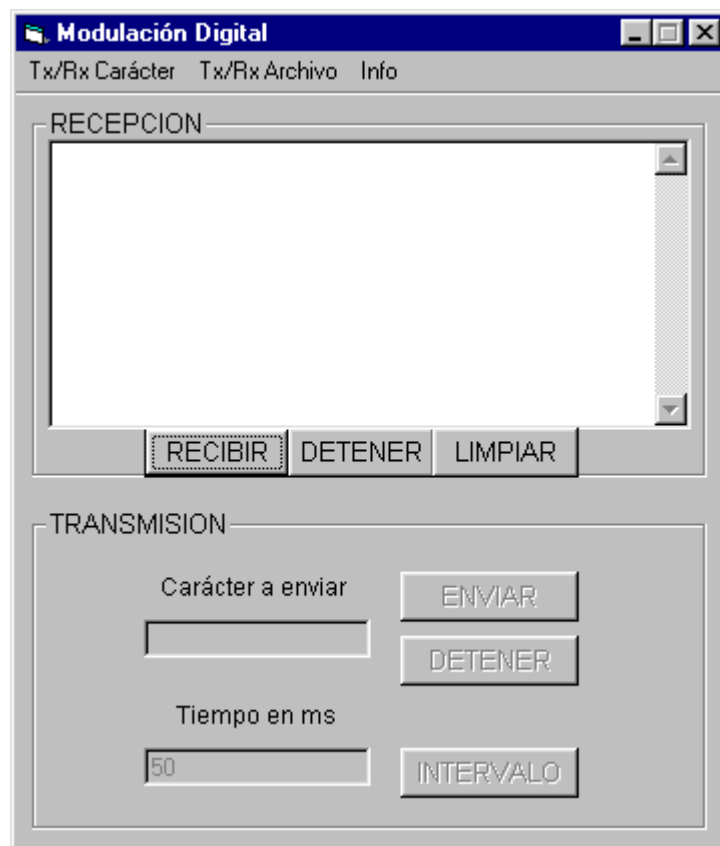 Modulación Digital
Tx/Rx Carácter Tx/Rx Archivo Info
RECEPCION
RECIBIR DETENER LIMPIAR
TRANSMISION
Carácter a enviar
ENVIAR
DETENER
Tiempo en ms
50
INTERVALO